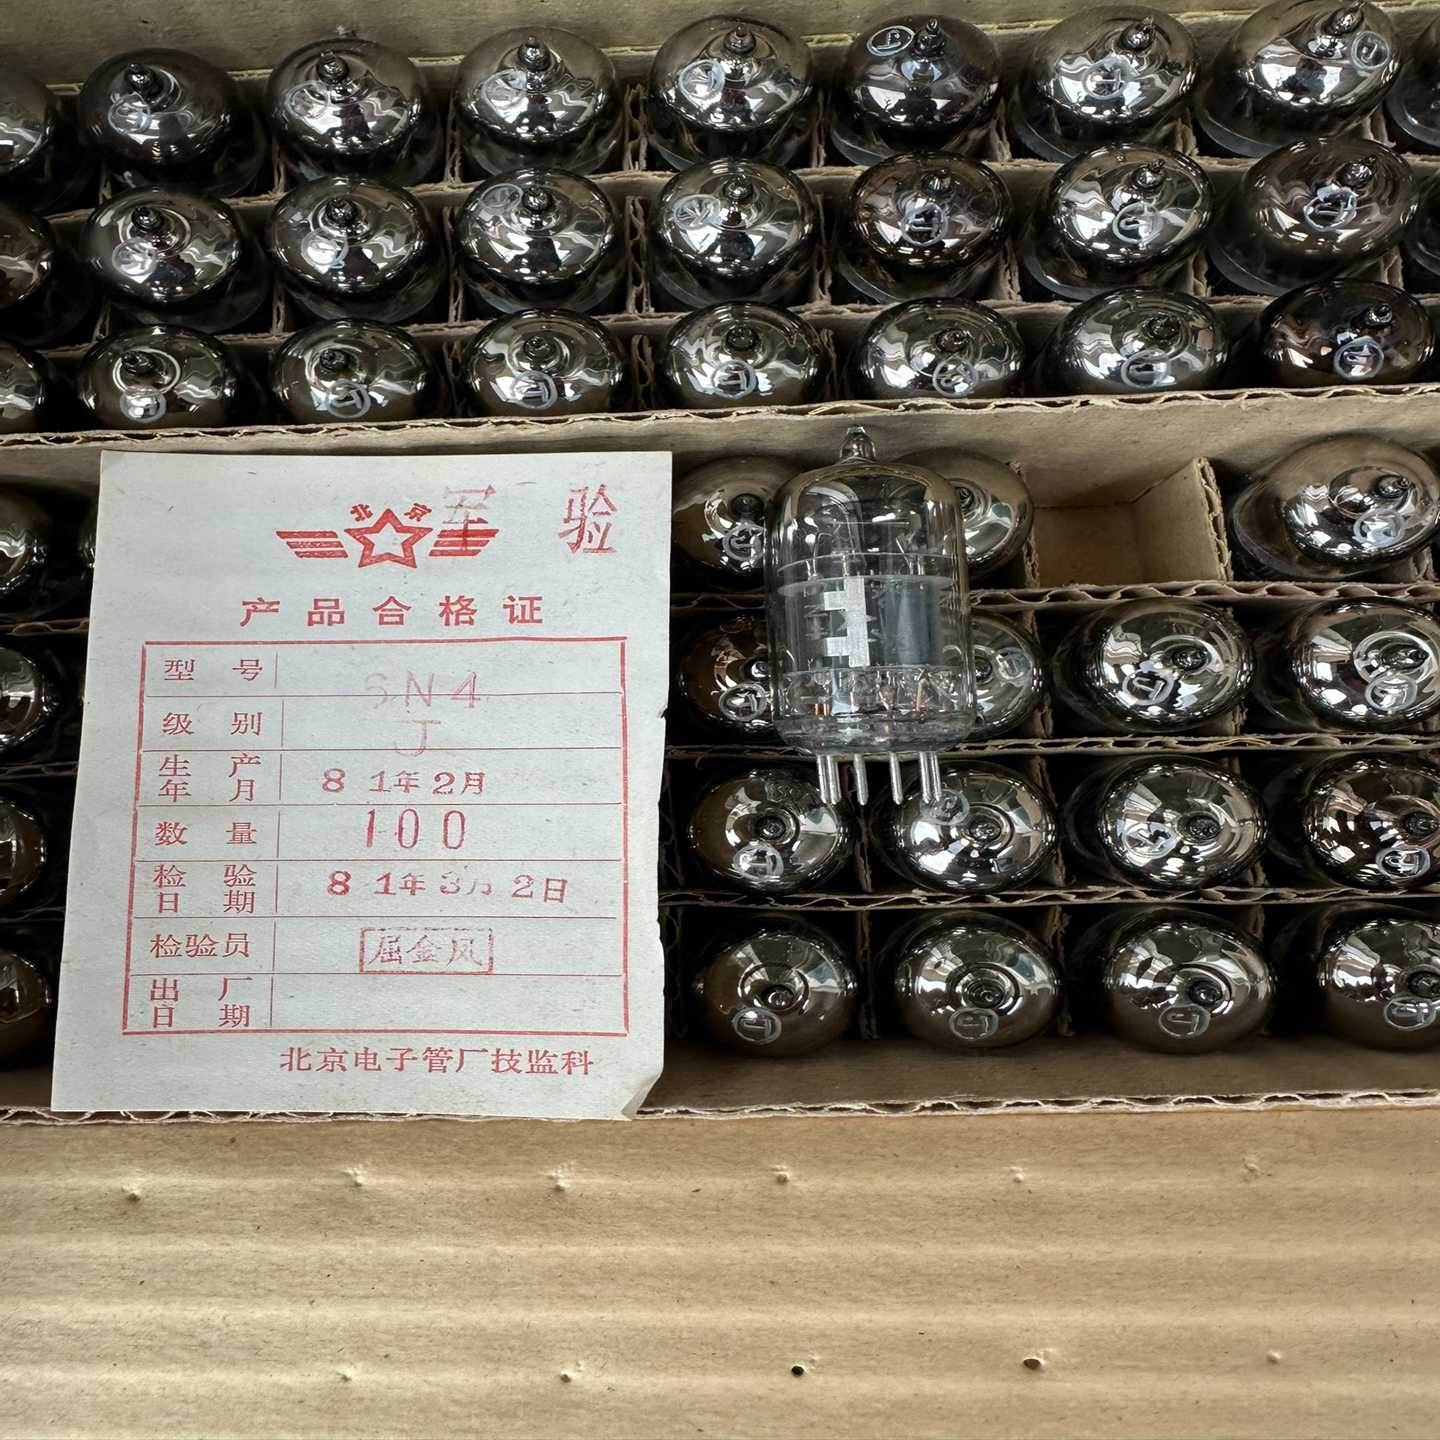 北京
军 验
产品合格证
型号 6N4
级别 J
生产年月 81年2月
数量 100
检验日期 81年3月2日
检验员 屈金凤
出厂日期
北京电子管厂技监科